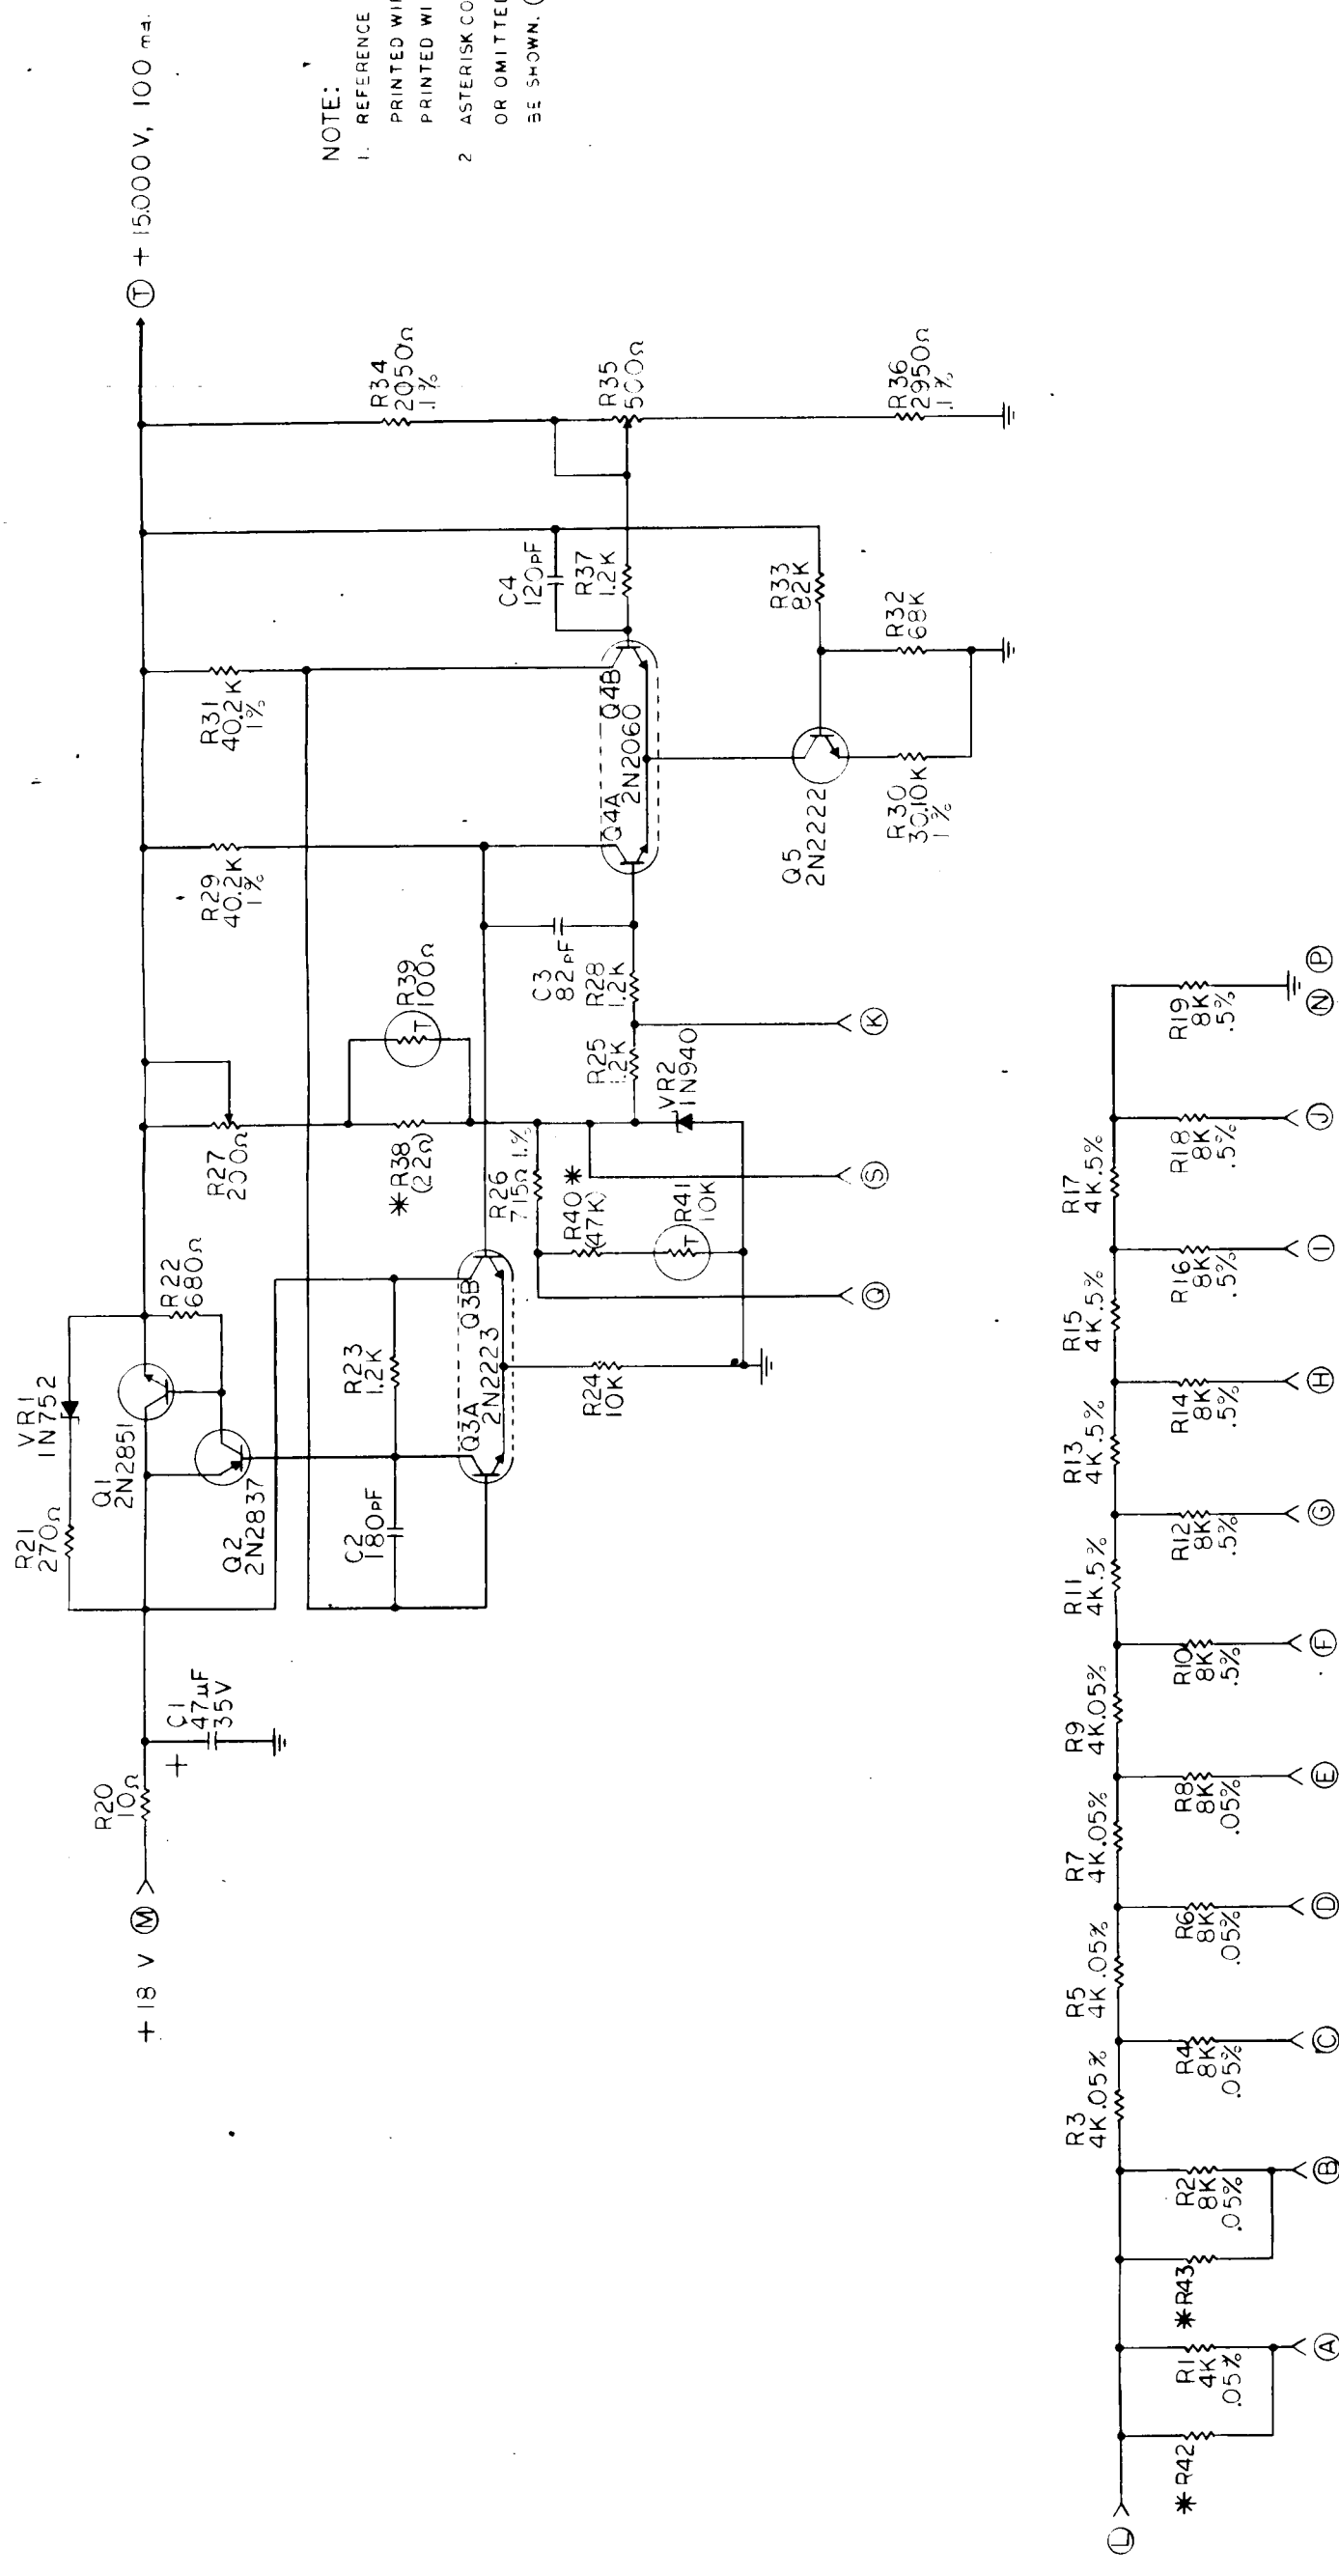 +18 V (M)
R20
10Ω
+
C1
47µF
35V
R21
270Ω
VR1
1N752
Q1
2N2851
Q2
2N2837
R22
680Ω
C2
180pF
R23
1.2K
Q3A
Q3B
2N2223
R24
10K
R27
200Ω
*R38
(22Ω)
R39
100Ω
T
R26
715Ω 1%
R40 *
(47K)
R41
10K
T
VR2
1N940
R25
1.2K
R28
1.2K
C3
82pF
(Q)
(S)
(K)
R29
40.2K
1%
R31
40.2K
1%
Q4A
Q4B
2N2060
C4
120pF
R37
1.2K
Q5
2N2222
R33
82K
R32
68K
R30
30.10K
1%
R34
2050Ω
.1%
R35
500Ω
R36
2950Ω
.1%
(T) +15.000V, 100 ma.
NOTE:
1. REFERENCE
PRINTED
PRINTED
2 ASTERISK
OR
BE SHOWN. (
(L)
*R42
R1
4K
.05%
(A)
*R43
R2
8K
.05%
(B)
R3
4K .05%
R4
8K
.05%
(C)
R5
4K .05%
R6
8K
.05%
(D)
R7
4K .05%
R8
8K
.05%
(E)
R9
4K .05%
R10
8K
.5%
(F)
R11
4K .5%
R12
8K
.5%
(G)
R13
4K .5%
R14
8K
.5%
(H)
R15
4K .5%
R16
8K
.5%
(I)
R17
4K .5%
R18
8K
.5%
(J)
R19
8K
.5%
(N) (P)